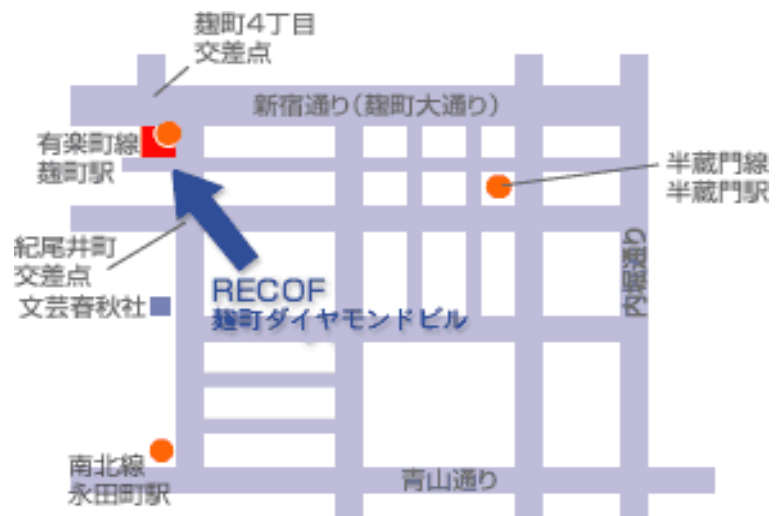 麹町4丁目
交差点
新宿通り(麹町大通り)
有楽町線
麹町駅
半蔵門線
半蔵門駅
紀尾井町
交差点
内堀通り
文芸春秋社
RECOF
麹町ダイヤモンドビル
南北線
永田町駅
青山通り